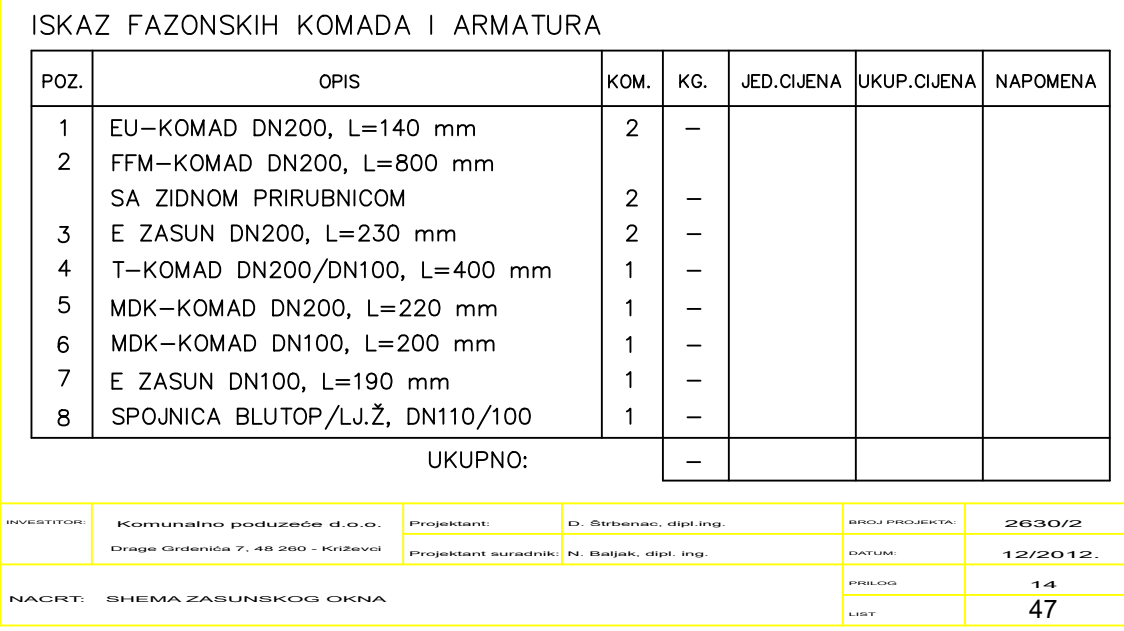 ISKAZ FAZONSKIH KOMADA I ARMATURA
POZ. OPIS KOM. KG. JED.CIJENA UKUP.CIJENA NAPOMENA
1 EU-KOMAD DN200, L=140 mm 2 -
2 FFM-KOMAD DN200, L=800 mm
SA ZIDNOM PRIRUBNICOM 2 -
3 E ZASUN DN200, L=230 mm 2 -
4 T-KOMAD DN200/DN100, L=400 mm 1 -
5 MDK-KOMAD DN200, L=220 mm 1 -
6 MDK-KOMAD DN100, L=200 mm 1 -
7 E ZASUN DN100, L=190 mm 1 -
8 SPOJNICA BLUTOP/LJ.Ž, DN110/100 1 -
UKUPNO: -
INVESTITOR: Komunalno poduzeće d.o.o. Projektant: D. Štrbenac, dipl.ing. BROJ PROJEKTA: 2630/2
Drage Grdenića 7, 48 260 - Križevci Projektant suradnik: N. Baljak, dipl. ing. DATUM: 12/2012.
PRILOG 14
NACRT: SHEMA ZASUNSKOG OKNA LIST 47